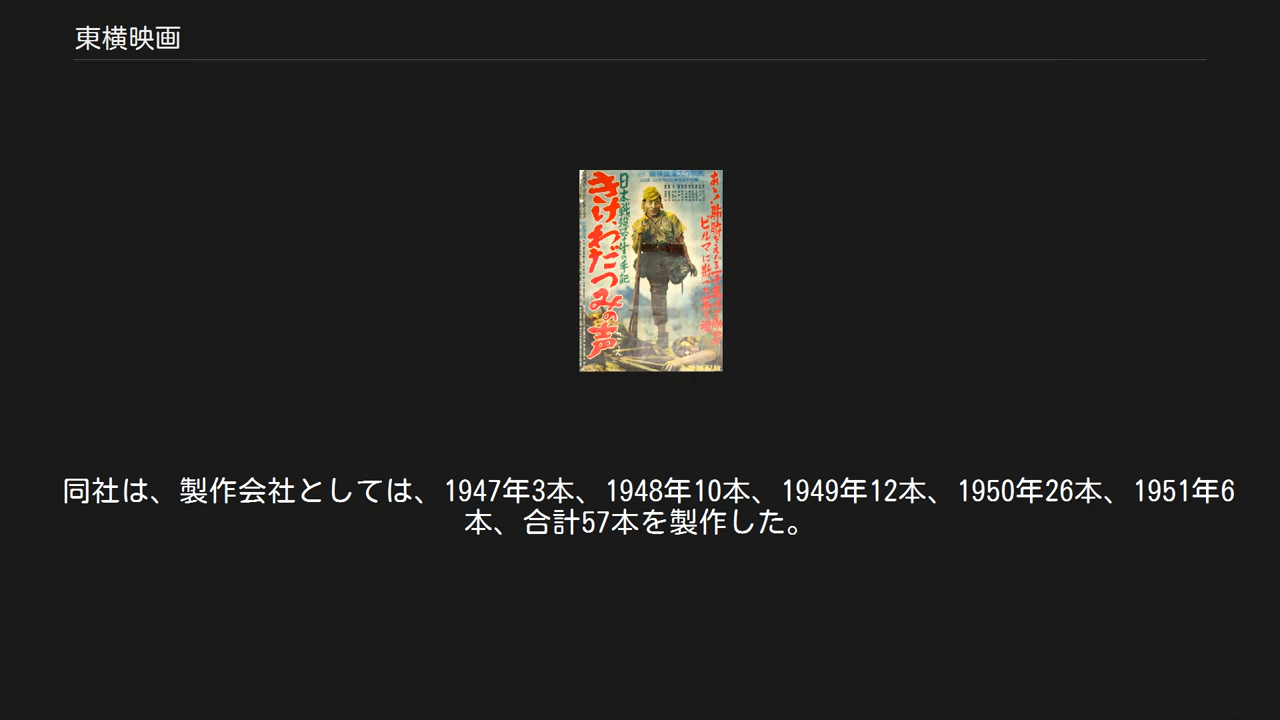 東横映画
きけ、わだつみの声
日本戦歿学生の手記
同社は、製作会社としては、1947年3本、1948年10本、1949年12本、1950年26本、1951年6
本、合計57本を製作した。